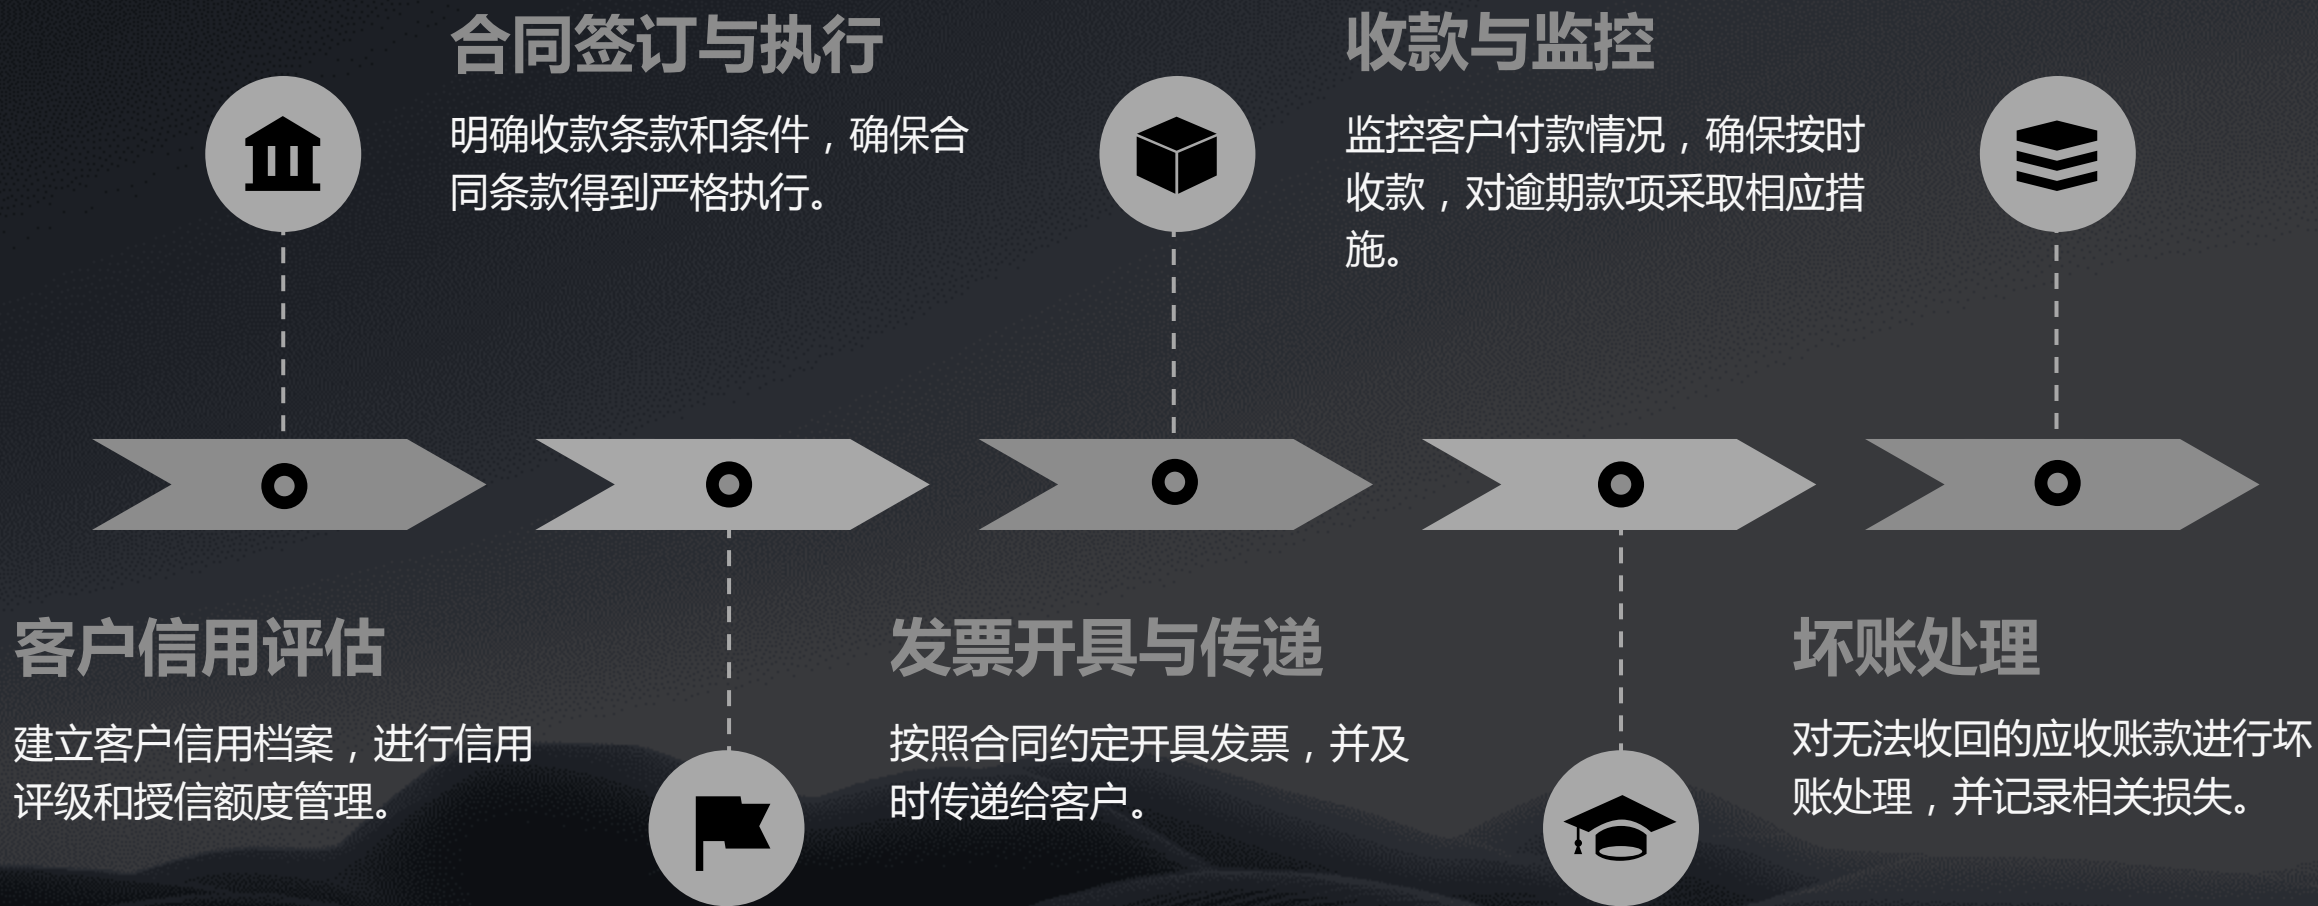 客户信用评估
建立客户信用档案，进行信用
评级和授信额度管理。
合同签订与执行
明确收款条款和条件，确保合
同条款得到严格执行。
发票开具与传递
按照合同约定开具发票，并及
时传递给客户。
收款与监控
监控客户付款情况，确保按时
收款，对逾期款项采取相应措
施。
坏账处理
对无法收回的应收账款进行坏
账处理，并记录相关损失。